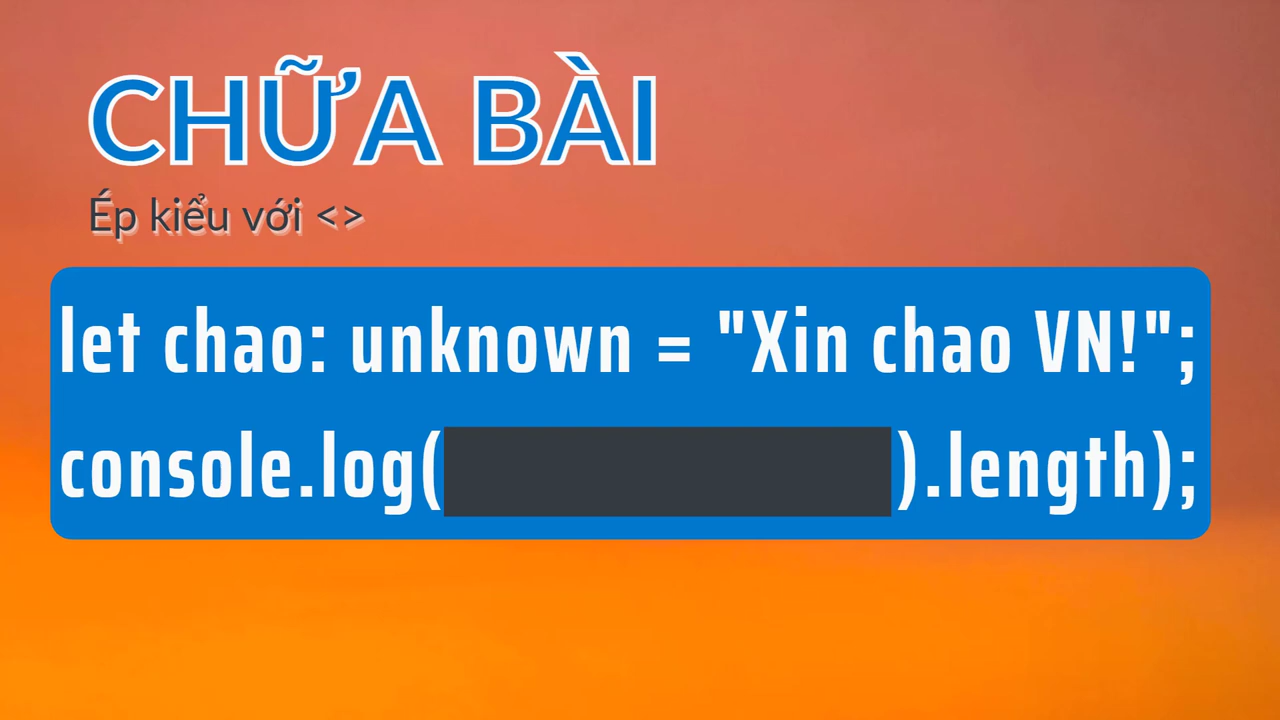 CHỮA BÀI
Ép kiểu với <>
let chao: unknown = "Xin chao VN!";
console.log( ).length);